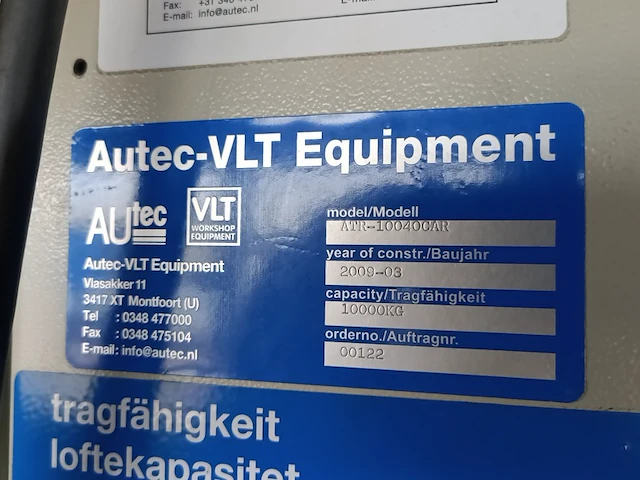 Fax:
E-mail: info@autec.nl
Autec-VLT Equipment
AUtec
VLT
WORKSHOP
EQUIPMENT
Autec-VLT Equipment
Vlasakker 11
3417 XT Montfoort (U)
Tel : 0348 477000
Fax : 0348 475104
E-mail: info@autec.nl
model/Modell
ATR-10040CAR
year of constr./Baujahr
2009-03
capacity/Tragfähigkeit
10000KG
orderno./Auftragnr.
00122
tragfähigkeit
loftekapasitet